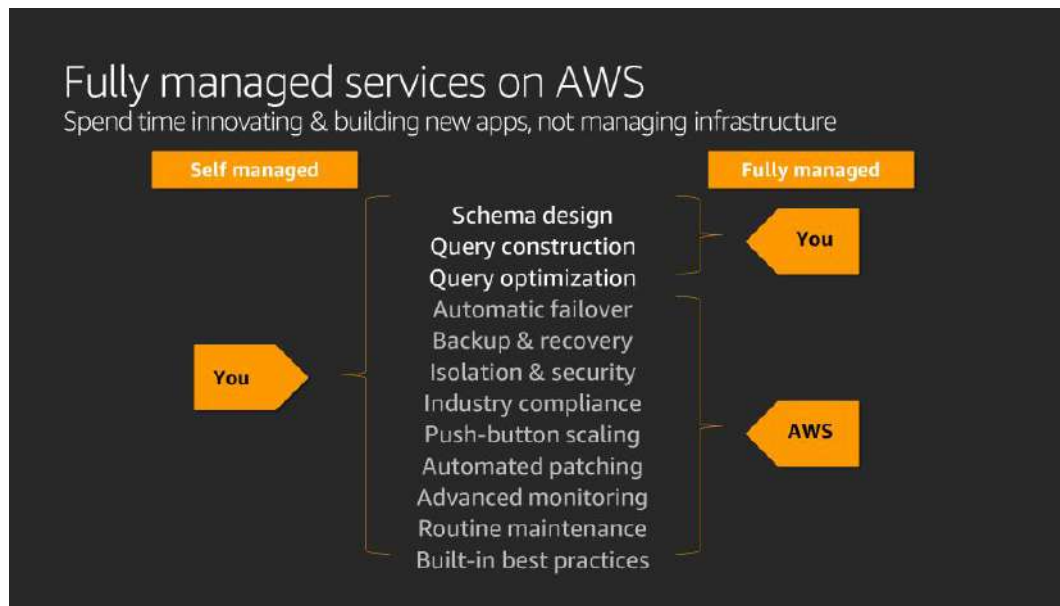 Fully managed services on AWS
Spend time innovating & building new apps, not managing infrastructure
Self managed
Fully managed
Schema design
Query construction
Query optimization
Automatic failover
Backup & recovery
Isolation & security
Industry compliance
Push-button scaling
Automated patching
Advanced monitoring
Routine maintenance
Built-in best practices
You
You
AWS